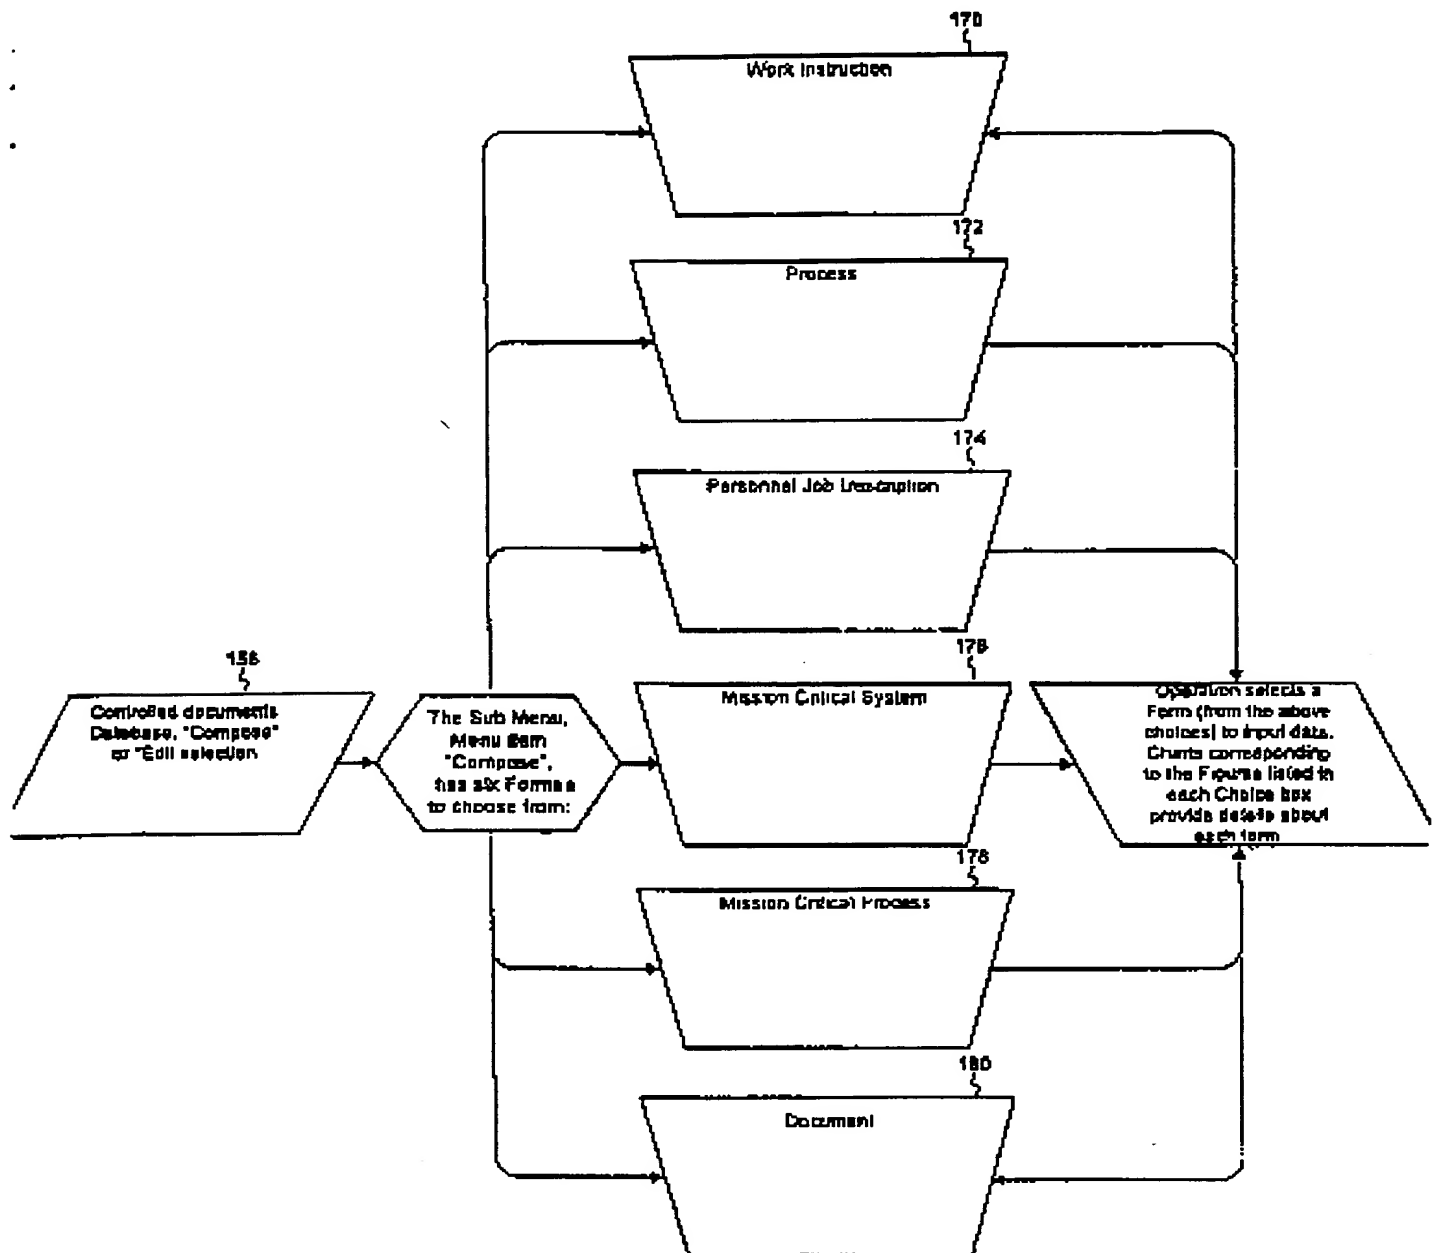 170
Work Instruction
172
Process
174
Personnel Job Description
156
Controlled documents
Database, "Compose"
or "Edit selection
The Sub Menu,
Menu item
"Compose",
has six Formes
to choose from:
176
Mission Critical System
Operation selects a
Form (from the above
choices) to input data.
Charts corresponding
to the Figures listed in
each Choice box
provide details about
each form
178
Mission Critical Process
180
Document